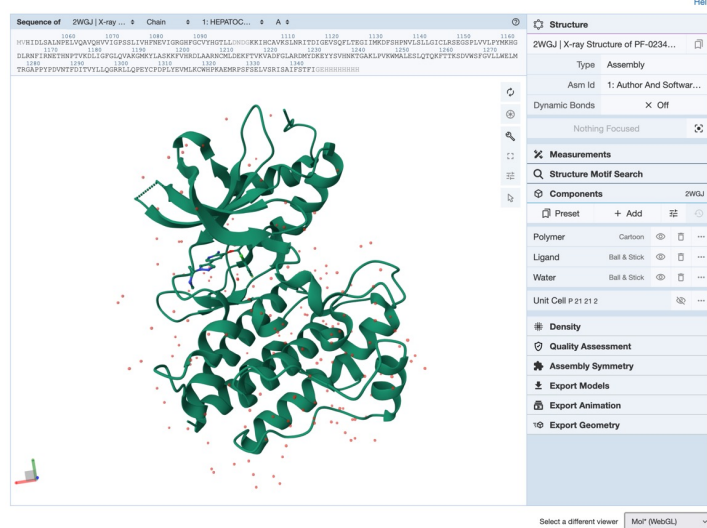 Hel
Sequence of 2WGJ | X-ray ... Chain 1: HEPATOC... A
1060 1070 1080 1090 1100 1110 1120 1130 1140 1150 1160
MVHIDLSALNPELVQAVQHVVIGPSSLIVHFNEVIGRGHFGCVYHGTLLDNDGKKIHCAVKSLNRITDIGEVSQFLTEGIIMKDFSHPNVLSLLGICLRSEGSPLVVLPYMKHG
1170 1180 1190 1200 1210 1220 1230 1240 1250 1260 1270
DLRNFIRNETHNPTVKDLIGFGLQVAKGMKYLASKKFVHRDLAARNCMLDEKFTVKVADFGLARDMYDKEYYSVHNKTGAKLPVKWMALESLQTQKFTTKSDVWSFGVLLWELM
1280 1290 1300 1310 1320 1330 1340
TRGAPPYPDVNTFDITVYLLQGRRLLQPEYCPDPLYEVMLKCWHPKAEMRPSFSELVSRISAIFSTFIGEHHHHHHH
Structure
2WGJ | X-ray Structure of PF-0234...
Type Assembly
Asm Id 1: Author And Softwar...
Dynamic Bonds × Off
Nothing Focused
Measurements
Structure Motif Search
Components 2WGJ
Preset + Add
Polymer Cartoon
Ligand Ball & Stick
Water Ball & Stick
Unit Cell P 21 21 2
Density
Quality Assessment
Assembly Symmetry
Export Models
Export Animation
Export Geometry
Select a different viewer Mol* (WebGL)